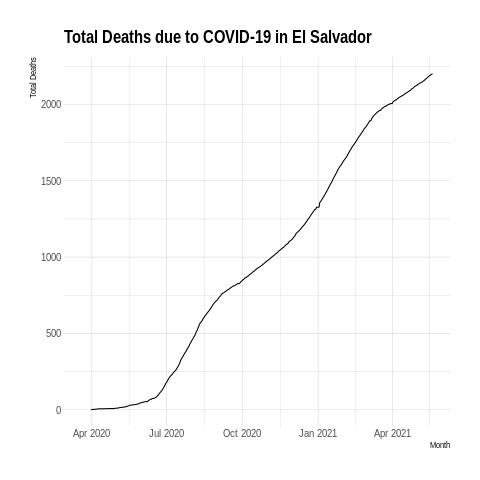 Total Deaths due to COVID-19 in El Salvador
Total Deaths
2000
1500
1000
500
0
Apr 2020 Jul 2020 Oct 2020 Jan 2021 Apr 2021
Month